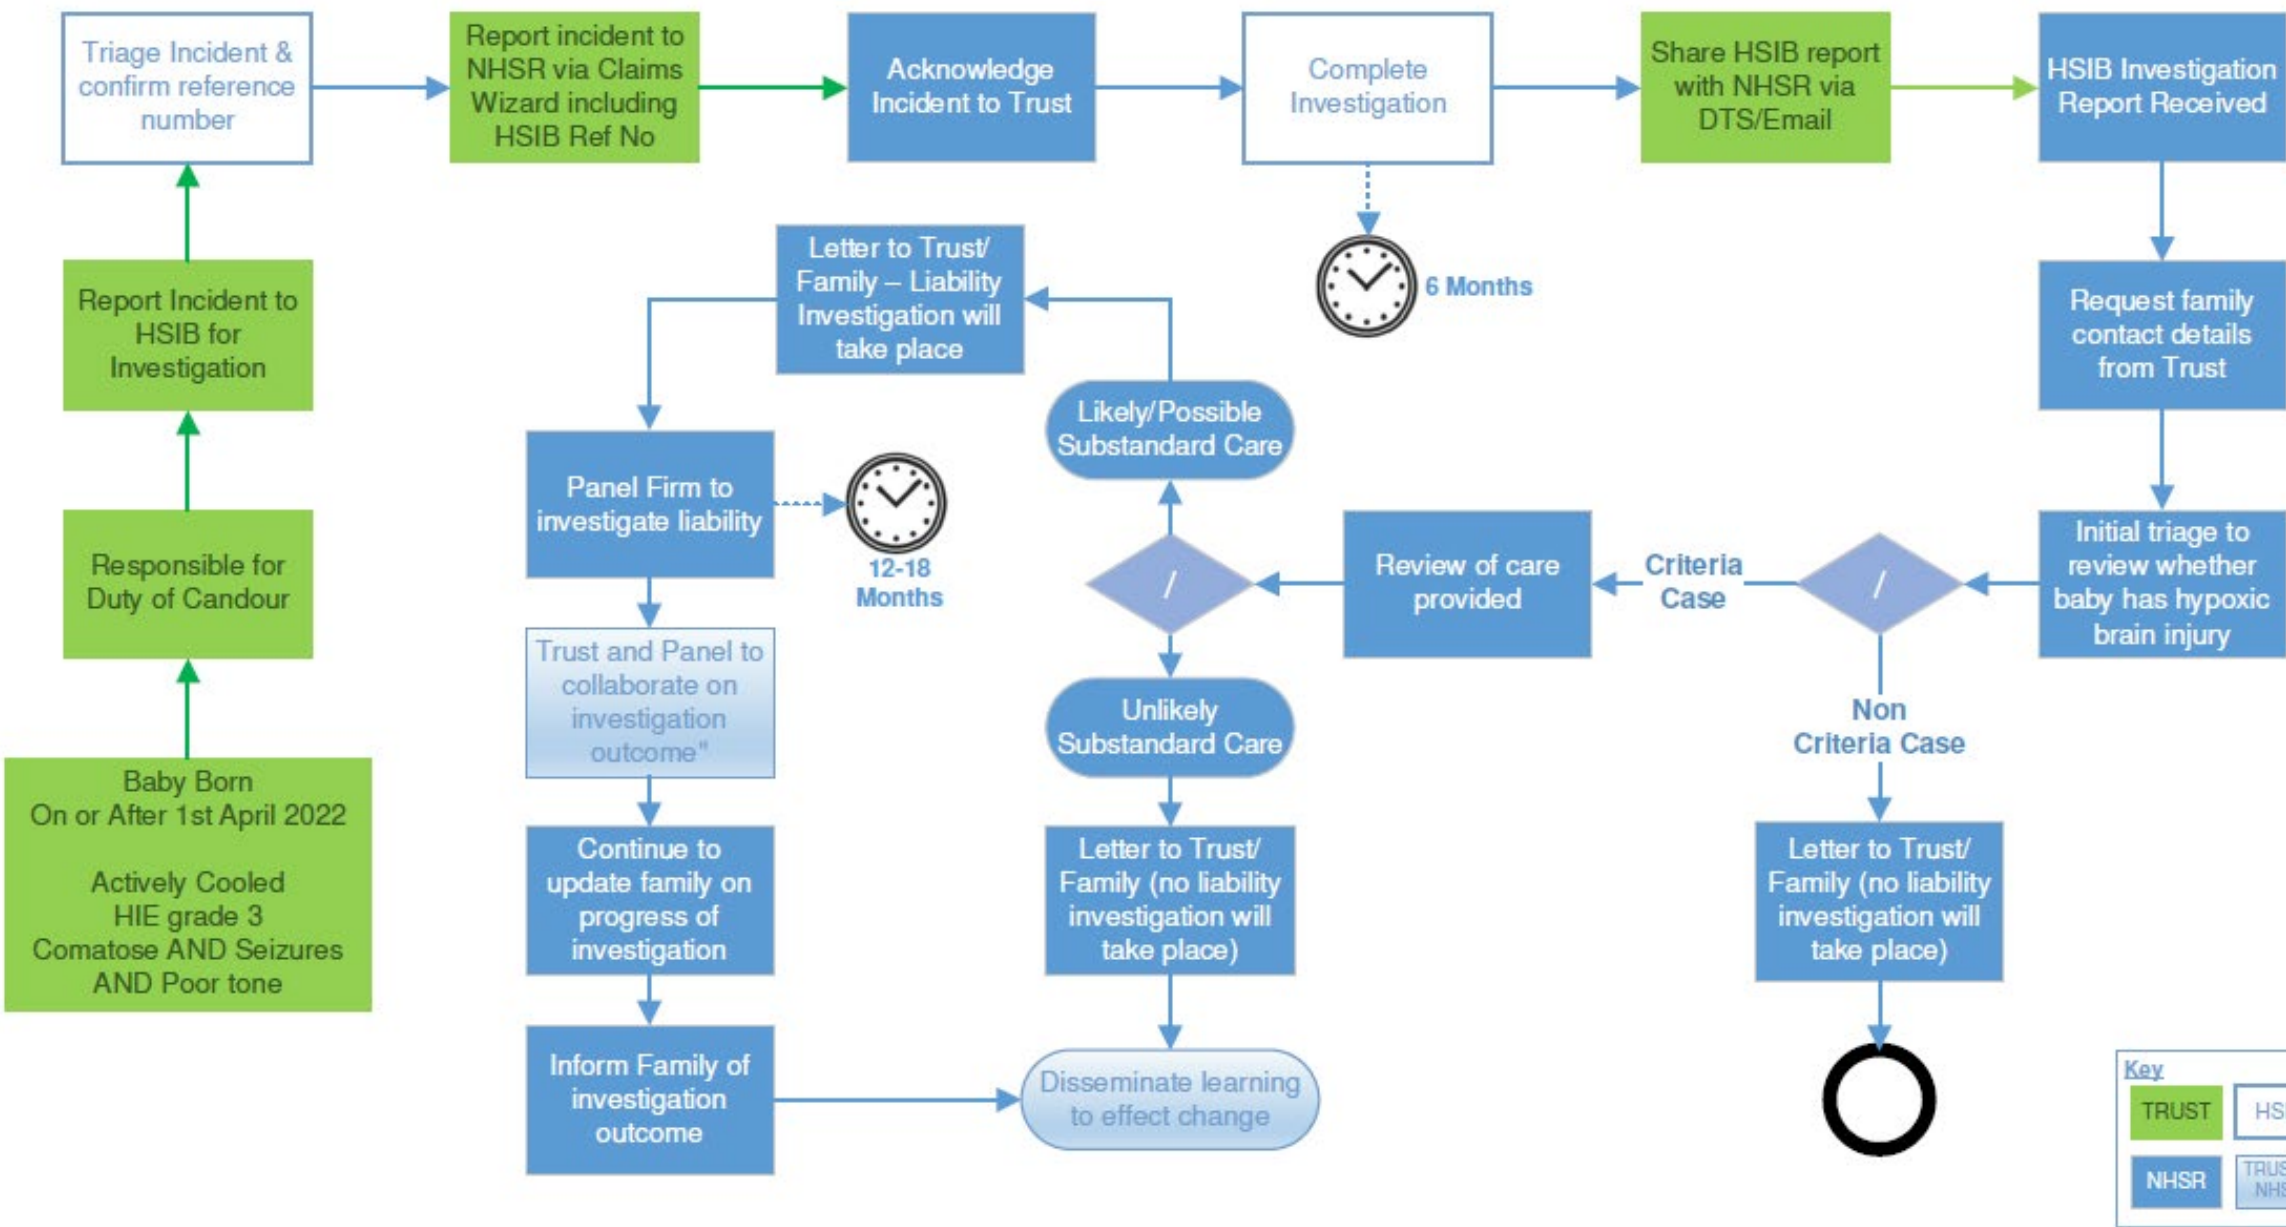 Triage Incident &
confirm reference
number
Report incident to
NHSR via Claims
Wizard including
HSIB Ref No
Acknowledge
Incident to Trust
Complete
Investigation
Share HSIB report
with NHSR via
DTS/Email
HSIB Investigation
Report Received
6 Months
Request family
contact details
from Trust
Initial triage to
review whether
baby has hypoxic
brain injury
/
Criteria
Case
Non
Criteria Case
Letter to Trust/
Family (no liability
investigation will
take place)
Review of care
provided
/
Likely/Possible
Substandard Care
Unlikely
Substandard Care
Letter to Trust/
Family (no liability
investigation will
take place)
Letter to Trust/
Family – Liability
Investigation will
take place
Panel Firm to
investigate liability
12-18
Months
Trust and Panel to
collaborate on
investigation
outcome"
Continue to
update family on
progress of
investigation
Inform Family of
investigation
outcome
Disseminate learning
to effect change
Report Incident to
HSIB for
Investigation
Responsible for
Duty of Candour
Baby Born
On or After 1st April 2022
Actively Cooled
HIE grade 3
Comatose AND Seizures
AND Poor tone
Key
TRUST
NHSR